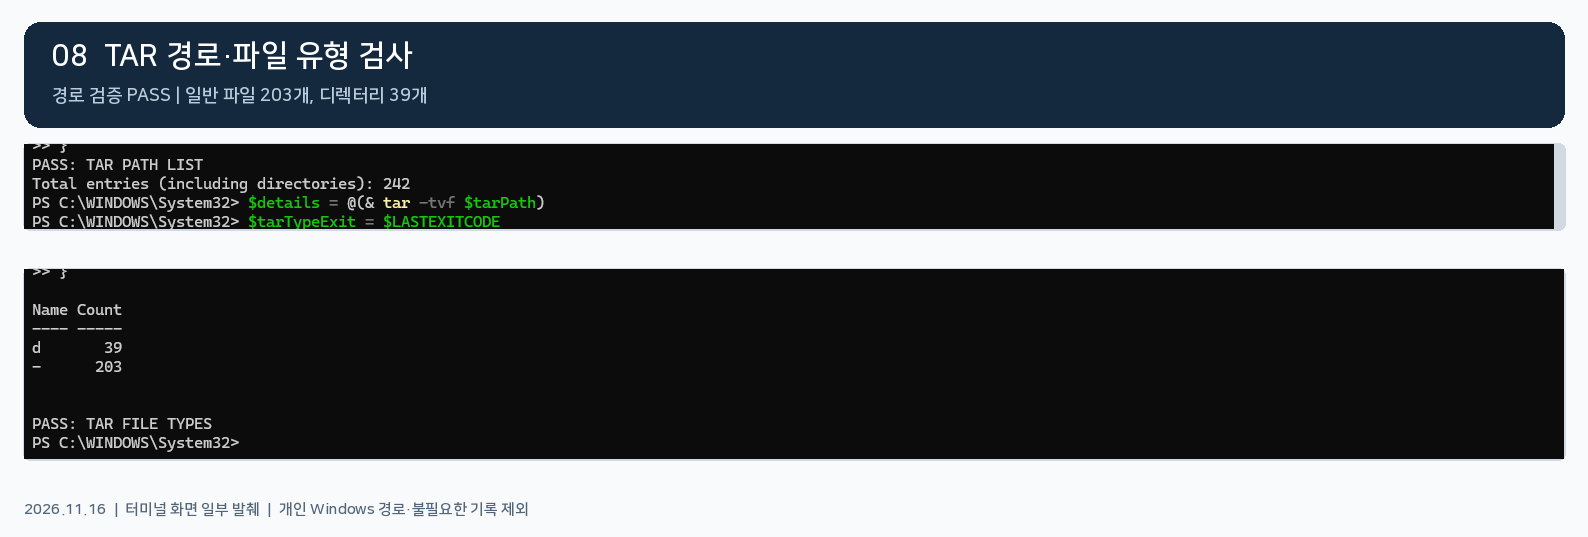 08 TAR 경로·파일 유형 검사
경로 검증 PASS | 일반 파일 203개, 디렉터리 39개
>> }
PASS: TAR PATH LIST
Total entries (including directories): 242
PS C:\WINDOWS\System32> $details = @(& tar -tvf $tarPath)
PS C:\WINDOWS\System32> $tarTypeExit = $LASTEXITCODE
>> }
Name Count
---- -----
d 39
- 203
PASS: TAR FILE TYPES
PS C:\WINDOWS\System32>
2026.11.16 | 터미널 화면 일부 발췌 | 개인 Windows 경로·불필요한 기록 제외